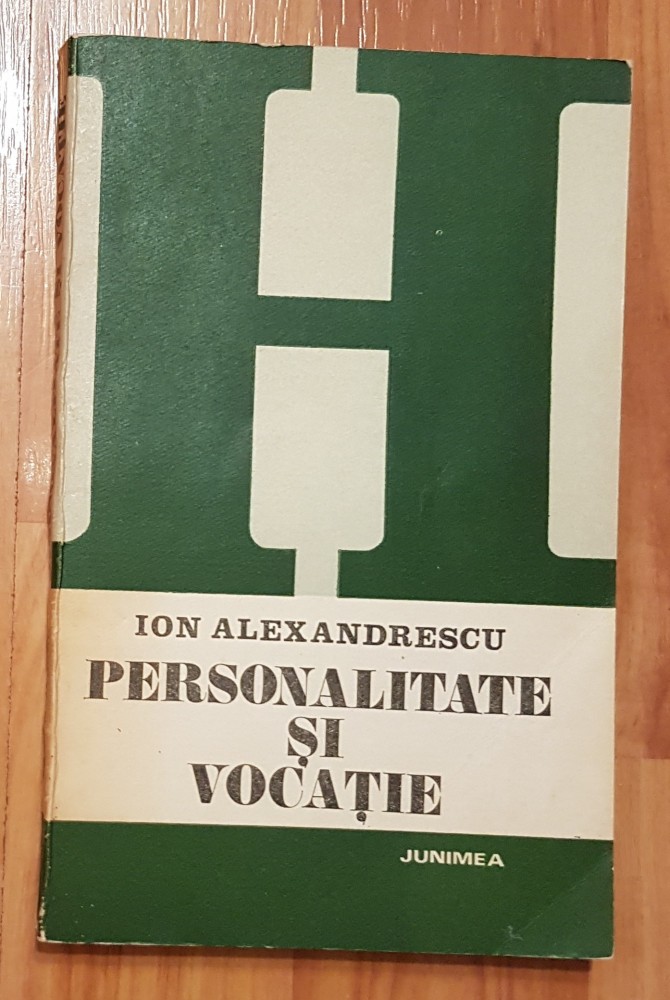 H
ION ALEXANDRESCU
PERSONALITATE
ȘI
VOCAȚIE
JUNIMEA